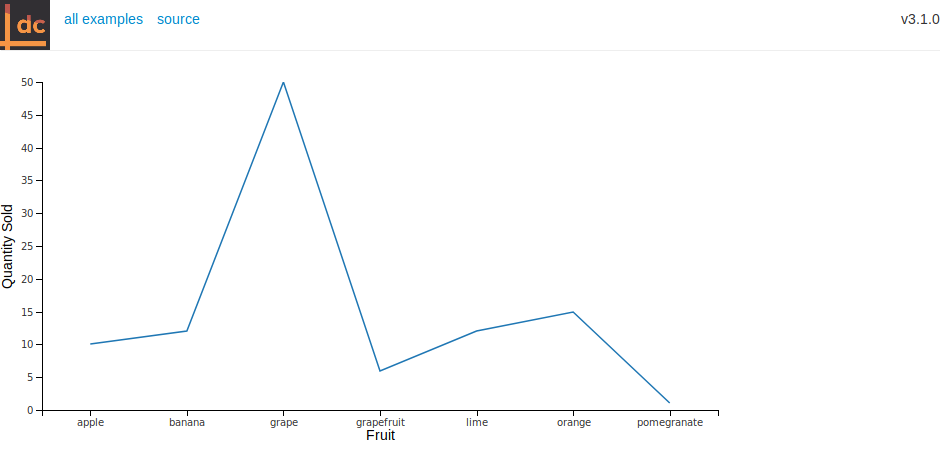 dc all examples source v3.1.0
50
45
40
35
30
25
20
15
10
5
0
Quantity Sold
apple banana grape grapefruit lime orange pomegranate
Fruit